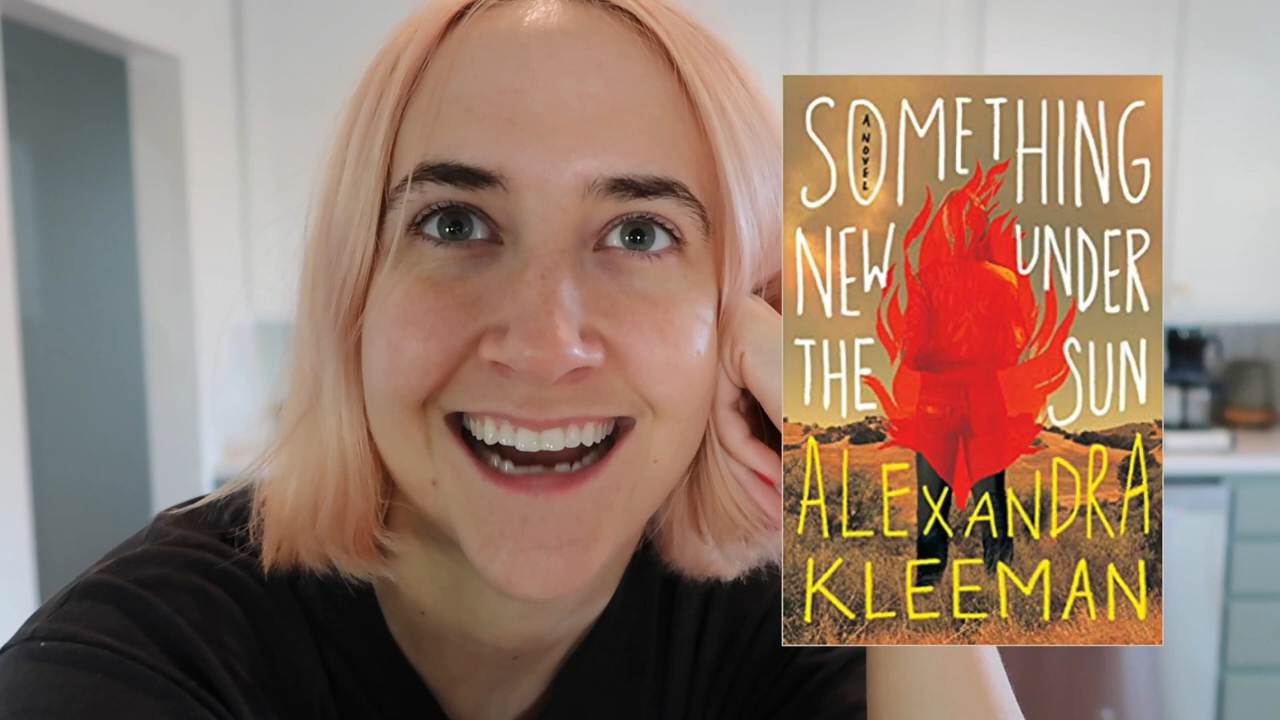 SOMETHING
A NOVEL
NEW UNDER
THE SUN
ALEXANDRA
KLEEMAN